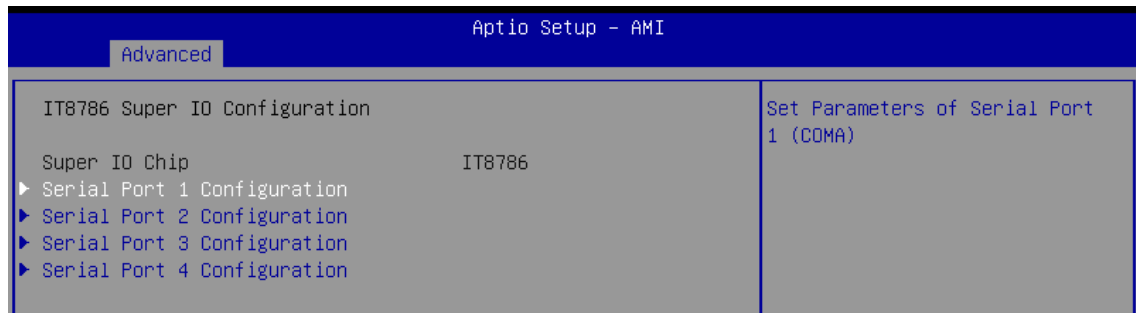 Aptio Setup – AMI
Advanced
IT8786 Super IO Configuration
Super IO Chip IT8786
Serial Port 1 Configuration
Serial Port 2 Configuration
Serial Port 3 Configuration
Serial Port 4 Configuration
Set Parameters of Serial Port
1 (COMA)